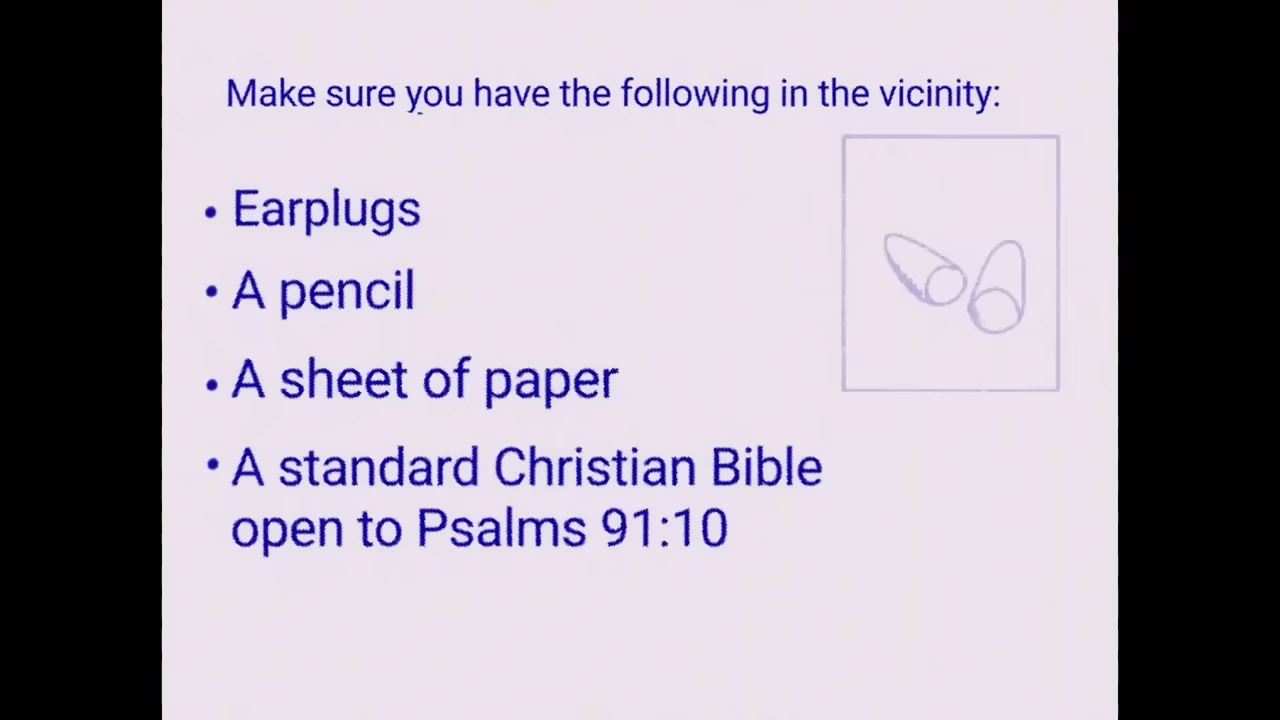 Make sure you have the following in the vicinity:
• Earplugs
• A pencil
• A sheet of paper
• A standard Christian Bible
open to Psalms 91:10